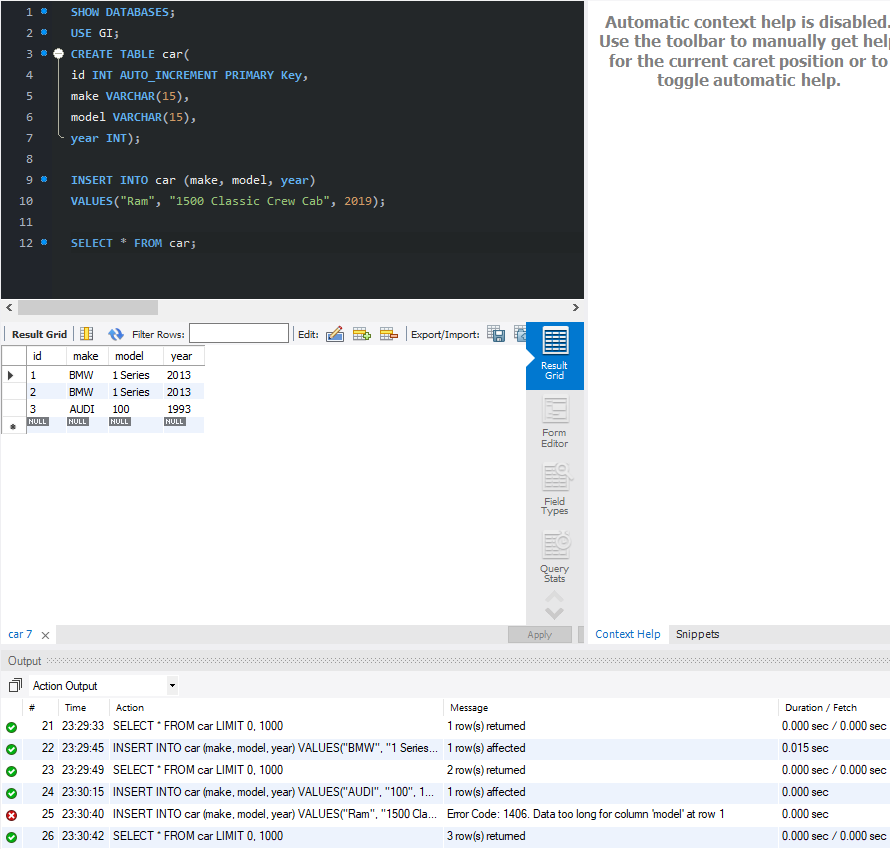 1 SHOW DATABASES;
2 USE GI;
3 CREATE TABLE car(
4 id INT AUTO_INCREMENT PRIMARY Key,
5 make VARCHAR(15),
6 model VARCHAR(15),
7 year INT);
8
9 INSERT INTO car (make, model, year)
10 VALUES("Ram", "1500 Classic Crew Cab", 2019);
11
12 SELECT * FROM car;
Automatic context help is disabled.
Use the toolbar to manually get help
for the current caret position or to
toggle automatic help.
Result Grid Filter Rows: Edit: Export/Import:
id make model year
1 BMW 1 Series 2013
2 BMW 1 Series 2013
3 AUDI 100 1993
NULL NULL NULL NULL
Result
Grid
Form
Editor
Field
Types
Query
Stats
car 7 Apply
Context Help Snippets
Output
Action Output
# Time Action Message Duration / Fetch
21 23:29:33 SELECT * FROM car LIMIT 0, 1000 1 row(s) returned 0.000 sec / 0.000 sec
22 23:29:45 INSERT INTO car (make, model, year) VALUES("BMW", "1 Series... 1 row(s) affected 0.015 sec
23 23:29:49 SELECT * FROM car LIMIT 0, 1000 2 row(s) returned 0.000 sec / 0.000 sec
24 23:30:15 INSERT INTO car (make, model, year) VALUES("AUDI", "100", 1... 1 row(s) affected 0.000 sec
25 23:30:40 INSERT INTO car (make, model, year) VALUES("Ram", "1500 Cla... Error Code: 1406. Data too long for column 'model' at row 1 0.000 sec
26 23:30:42 SELECT * FROM car LIMIT 0, 1000 3 row(s) returned 0.000 sec / 0.000 sec